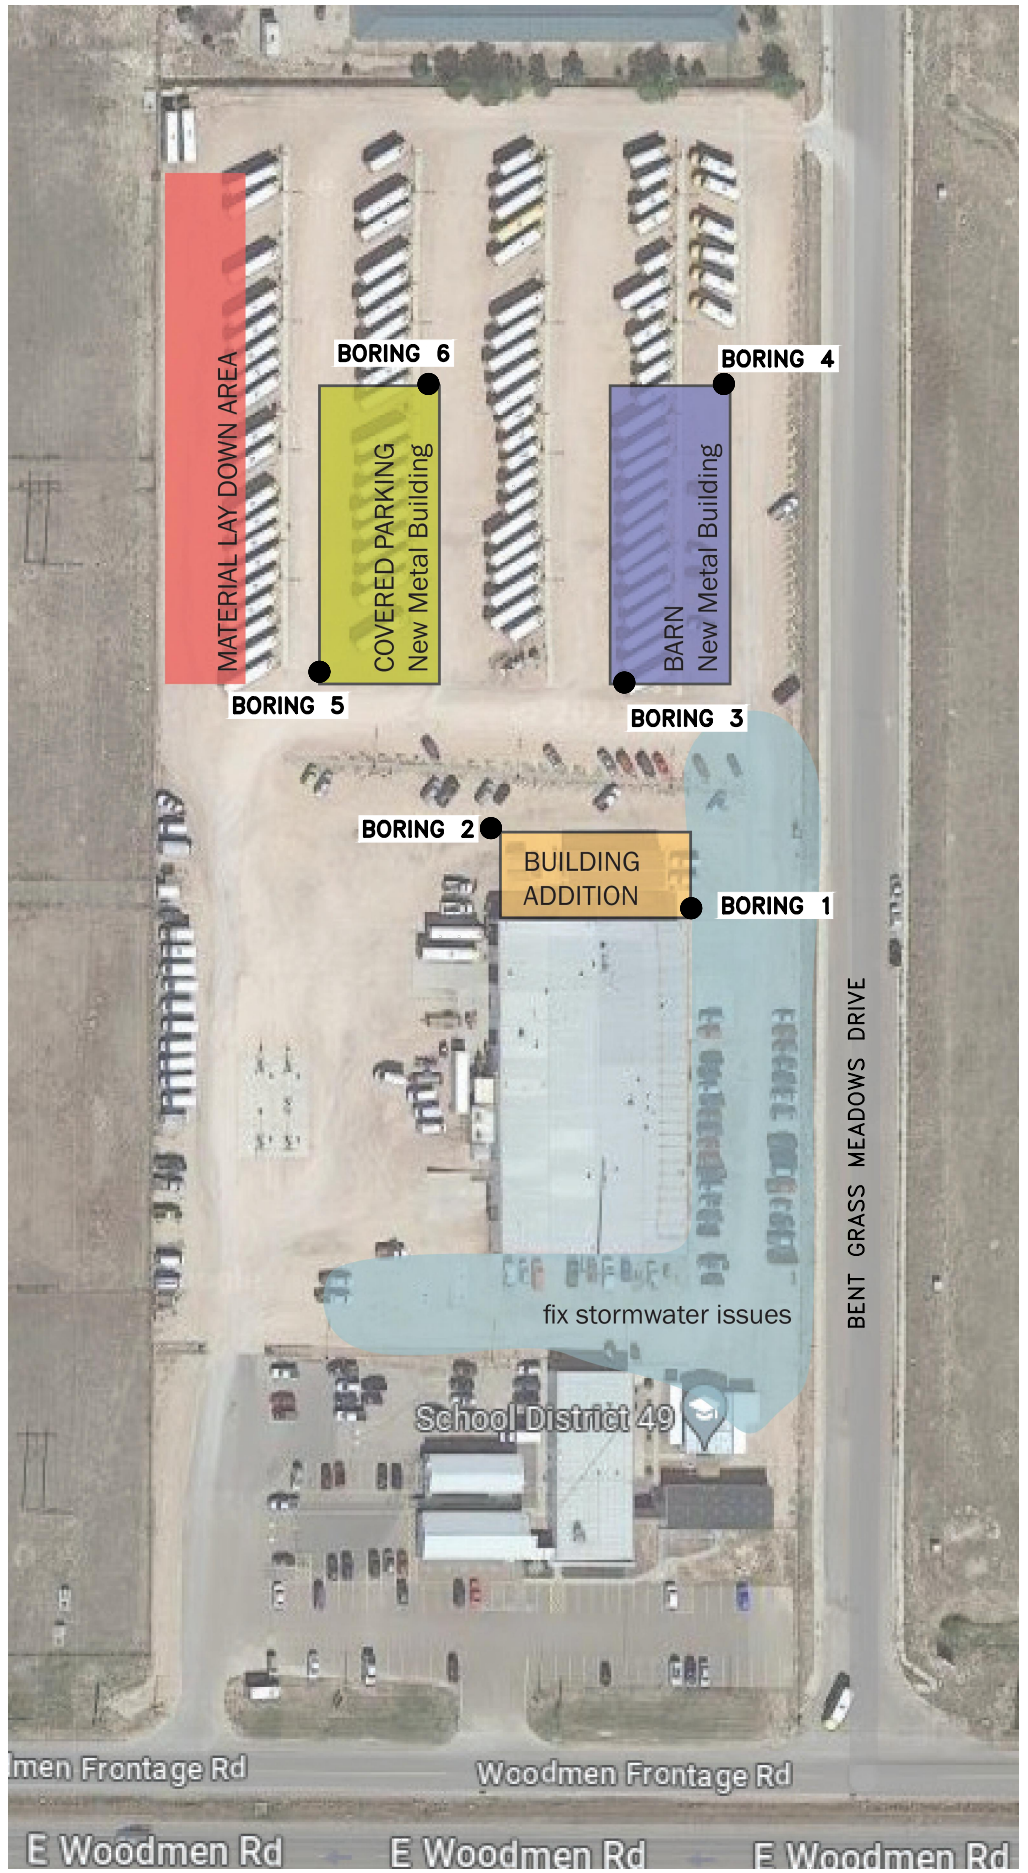 BORING 6
BORING 4
MATERIAL LAY DOWN AREA
COVERED PARKING
New Metal Building
BARN
New Metal Building
BORING 5
BORING 3
BORING 2
BUILDING
ADDITION
BORING 1
BENT GRASS MEADOWS DRIVE
fix stormwater issues
School District 49
lmen Frontage Rd
Woodmen Frontage Rd
E Woodmen Rd
E Woodmen Rd
E Woodmen Rd